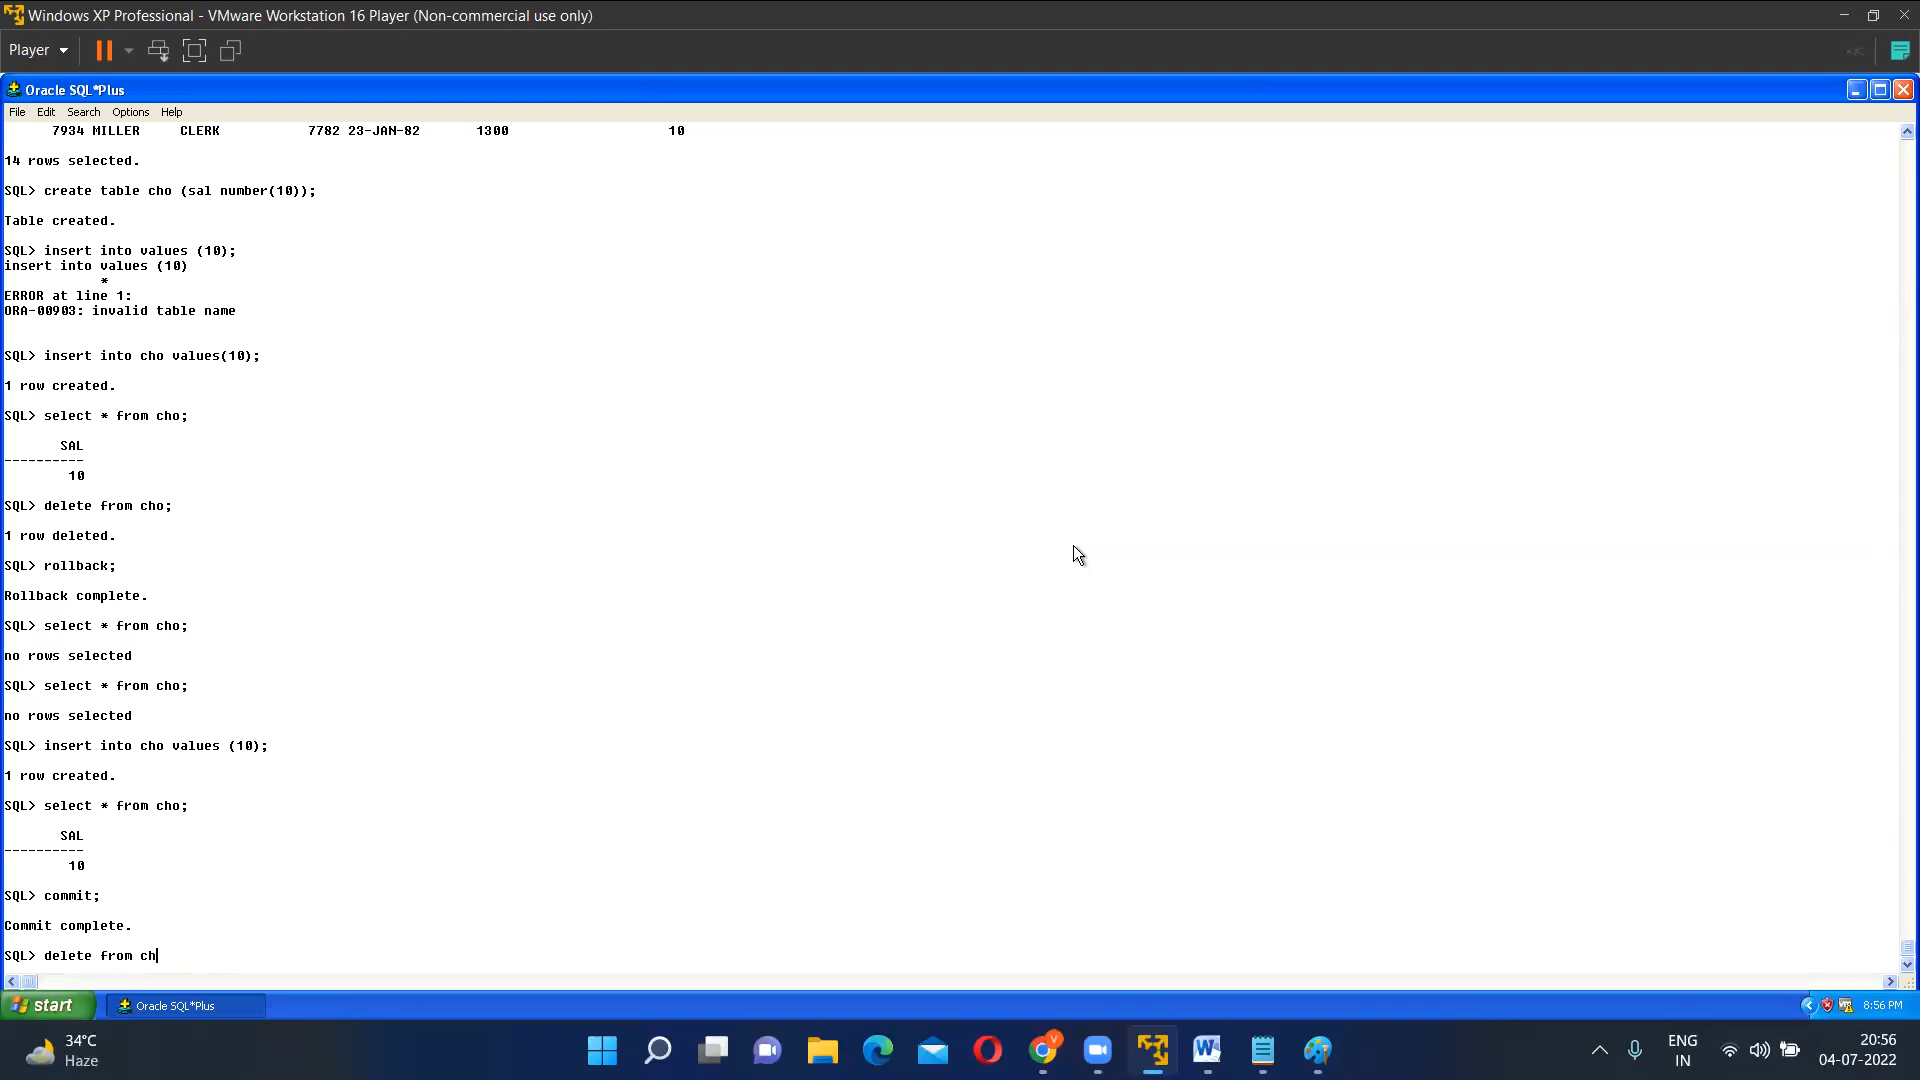 Windows XP Professional - VMware Workstation 16 Player (Non-commercial use only)
Player
Oracle SQL*Plus
File Edit Search Options Help
7934 MILLER CLERK 7782 23-JAN-82 1300 10
14 rows selected.
SQL> create table cho (sal number(10));
Table created.
SQL> insert into values (10);
insert into values (10)
*
ERROR at line 1:
ORA-00903: invalid table name
SQL> insert into cho values(10);
1 row created.
SQL> select * from cho;
SAL
----------
10
SQL> delete from cho;
1 row deleted.
SQL> rollback;
Rollback complete.
SQL> select * from cho;
no rows selected
SQL> select * from cho;
no rows selected
SQL> insert into cho values (10);
1 row created.
SQL> select * from cho;
SAL
----------
10
SQL> commit;
Commit complete.
SQL> delete from ch
start
Oracle SQL*Plus
8:56 PM
34°C
Haze
ENG
IN
20:56
04-07-2022